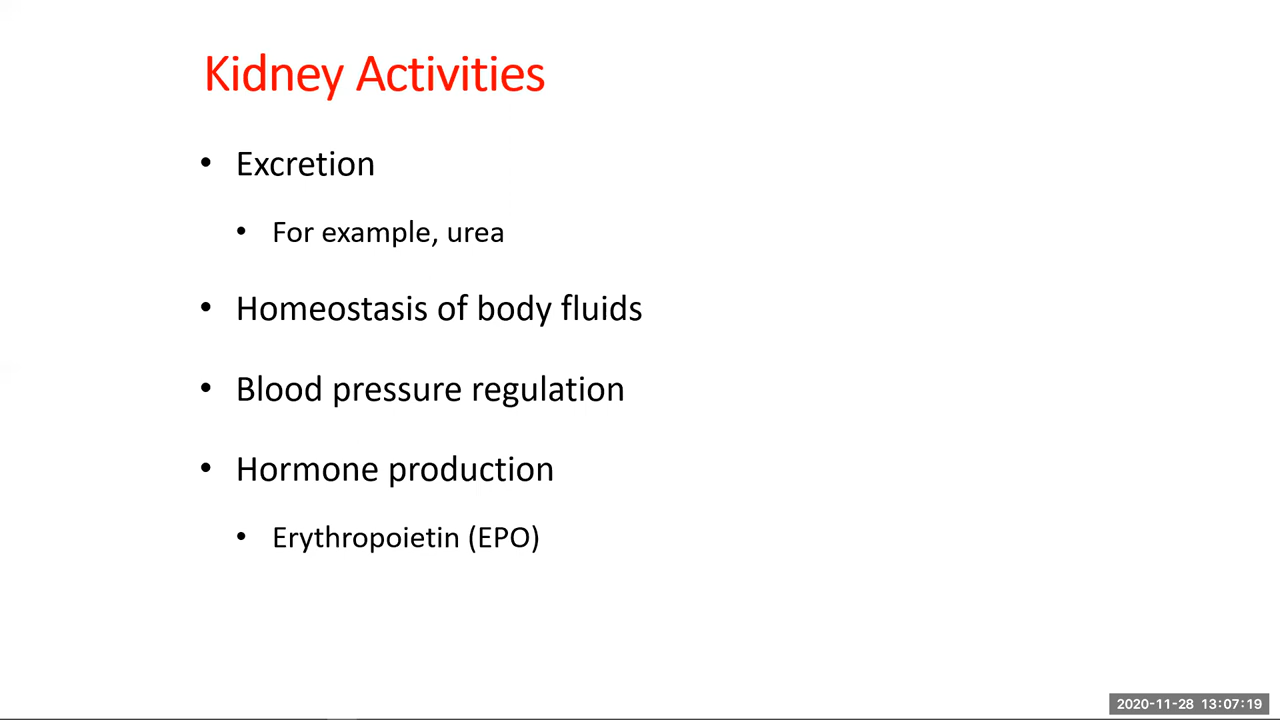 Kidney Activities
• Excretion
• For example, urea
• Homeostasis of body fluids
• Blood pressure regulation
• Hormone production
• Erythropoietin (EPO)
2020-11-28 13:07:19